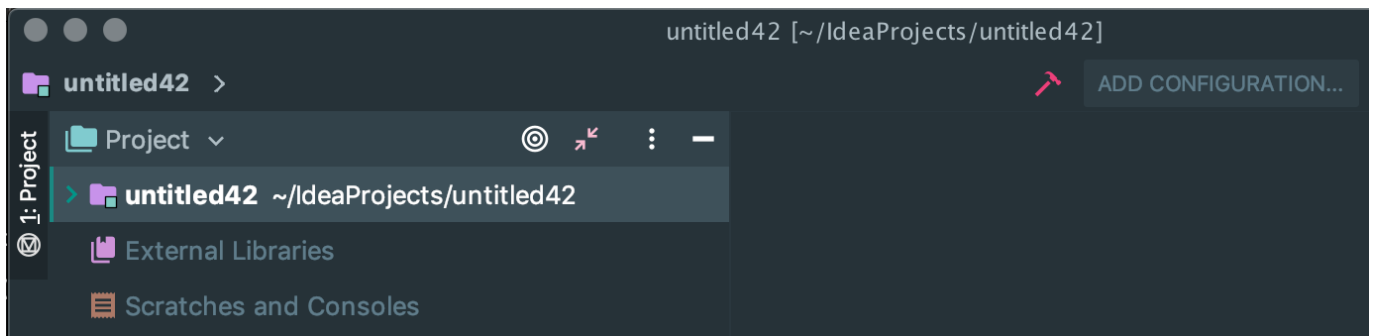 untitled42 [~/IdeaProjects/untitled42]
untitled42 >
ADD CONFIGURATION...
1: Project
Project
untitled42 ~/IdeaProjects/untitled42
External Libraries
Scratches and Consoles